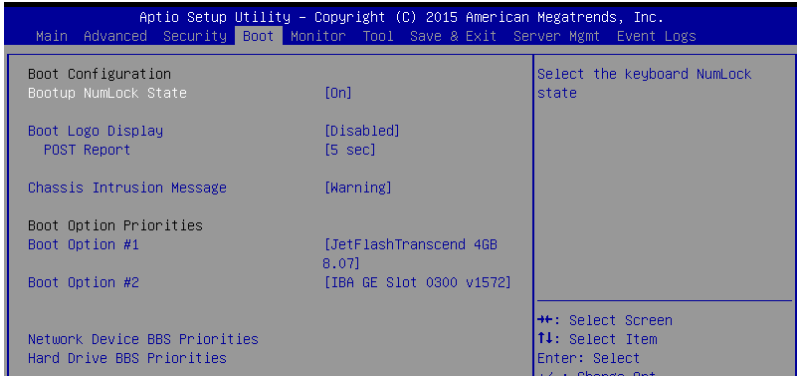 Aptio Setup Utility – Copyright (C) 2015 American Megatrends, Inc.
Main Advanced Security Boot Monitor Tool Save & Exit Server Mgmt Event Logs
Boot Configuration
Bootup NumLock State [On]
Boot Logo Display [Disabled]
POST Report [5 sec]
Chassis Intrusion Message [Warning]
Boot Option Priorities
Boot Option #1 [JetFlashTranscend 4GB
8.07]
Boot Option #2 [IBA GE Slot 0300 v1572]
Network Device BBS Priorities
Hard Drive BBS Priorities
Select the keyboard NumLock
state
→←: Select Screen
↑↓: Select Item
Enter: Select
+/-: Change Opt.